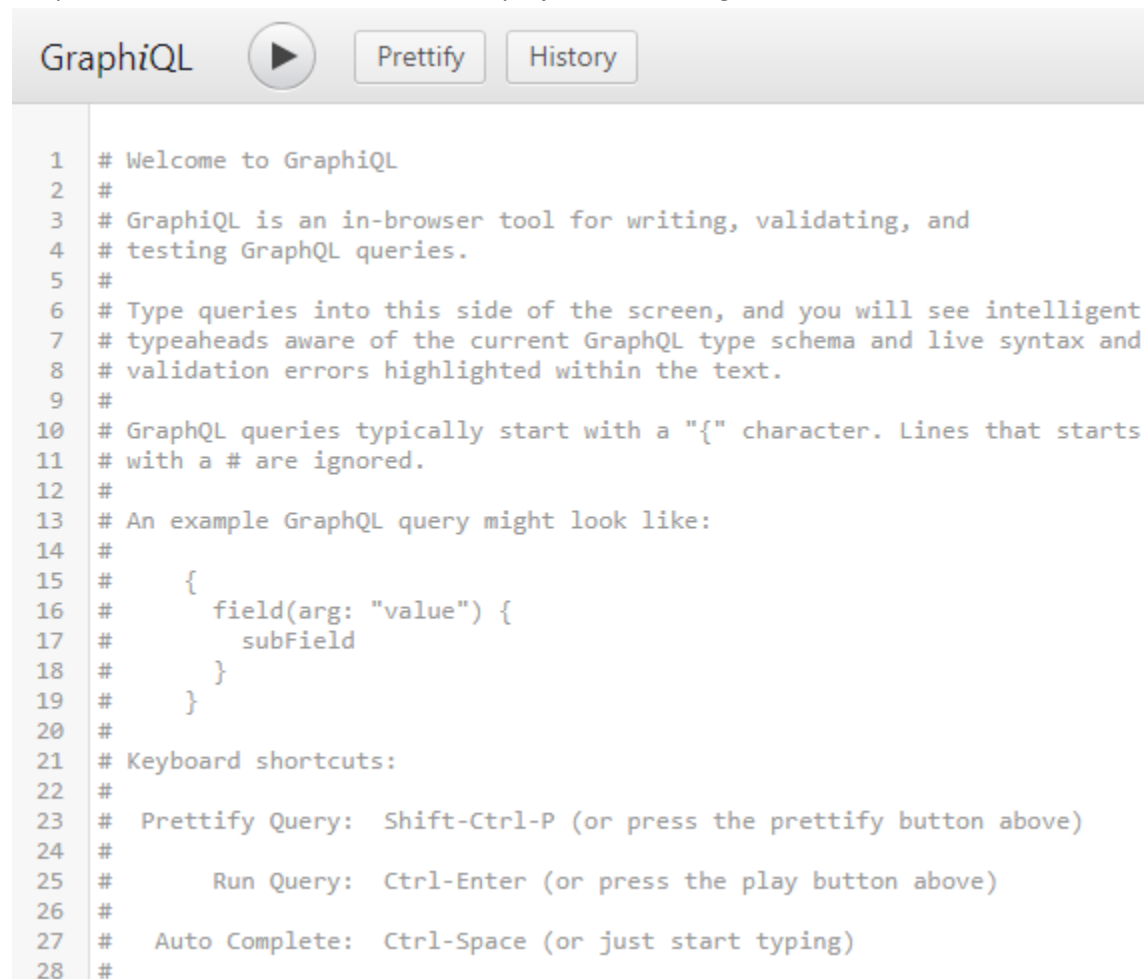 GraphiQL Prettify History
1 # Welcome to GraphiQL
2 #
3 # GraphiQL is an in-browser tool for writing, validating, and
4 # testing GraphQL queries.
5 #
6 # Type queries into this side of the screen, and you will see intelligent
7 # typeaheads aware of the current GraphQL type schema and live syntax and
8 # validation errors highlighted within the text.
9 #
10 # GraphQL queries typically start with a "{" character. Lines that starts
11 # with a # are ignored.
12 #
13 # An example GraphQL query might look like:
14 #
15 #     {
16 #       field(arg: "value") {
17 #         subField
18 #       }
19 #     }
20 #
21 # Keyboard shortcuts:
22 #
23 #  Prettify Query:  Shift-Ctrl-P (or press the prettify button above)
24 #
25 #       Run Query:  Ctrl-Enter (or press the play button above)
26 #
27 #   Auto Complete:  Ctrl-Space (or just start typing)
28 #